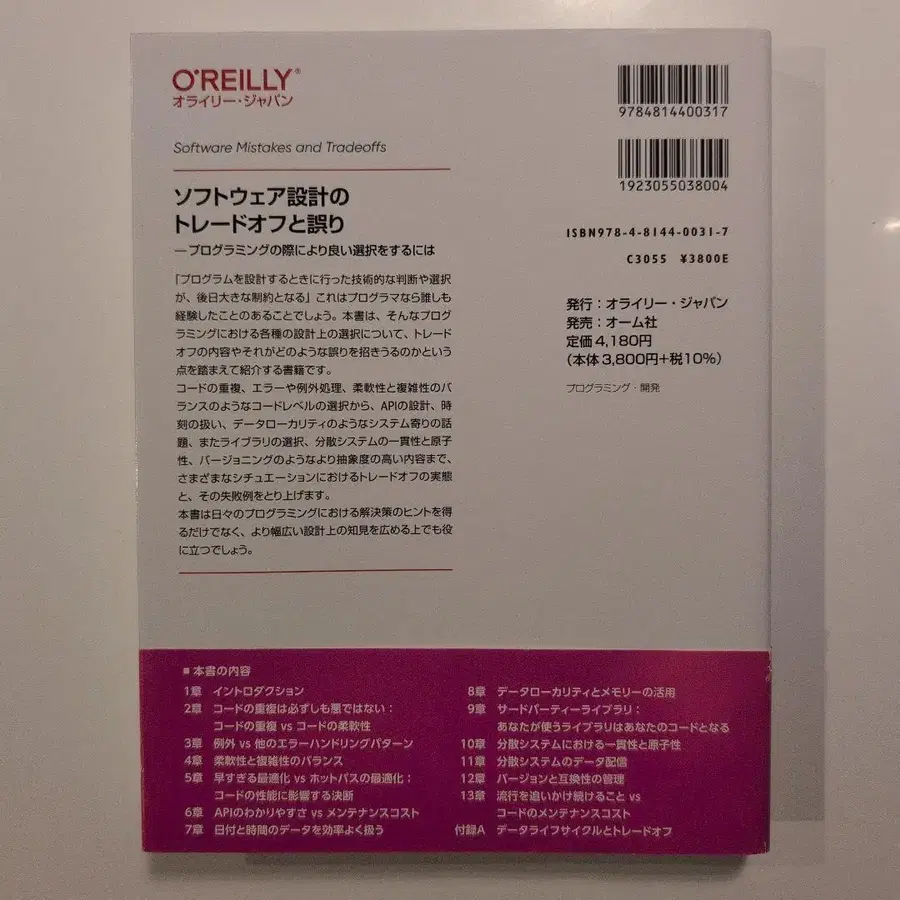 O'REILLY®
オライリー・ジャパン
Software Mistakes and Tradeoffs
ソフトウェア設計の
トレードオフと誤り
―プログラミングの際により良い選択をするには
「プログラムを設計するときに行った技術的な判断や選択
が、後日大きな制約となる」これはプログラマなら誰しも
経験したことのあることでしょう。本書は、そんなプログ
ラミングにおける各種の設計上の選択について、トレード
オフの内容やそれがどのような誤りを招きうるのかという
点を踏まえて紹介する書籍です。
コードの重複、エラーや例外処理、柔軟性と複雑性のバ
ランスのようなコードレベルの選択から、APIの設計、時
刻の扱い、データローカリティのようなシステム寄りの話
題、またライブラリの選択、分散システムの一貫性と原子
性、バージョニングのようなより抽象度の高い内容まで、
さまざまなシチュエーションにおけるトレードオフの実態
と、その失敗例をとり上げます。
本書は日々のプログラミングにおける解決策のヒントを得
るだけでなく、より幅広い設計上の知見を広める上でも役
に立つでしょう。
9784814400317
1923055038004
ISBN978-4-8144-0031-7
C3055 ¥3800E
発行：オライリー・ジャパン
発売：オーム社
定価4,180円
（本体3,800円+税10%）
プログラミング・開発
■ 本書の内容
1章 イントロダクション
2章 コードの重複は必ずしも悪ではない：
コードの重複 vs コードの柔軟性
3章 例外 vs 他のエラーハンドリングパターン
4章 柔軟性と複雑性のバランス
5章 早すぎる最適化 vs ホットパスの最適化：
コードの性能に影響する決断
6章 APIのわかりやすさ vs メンテナンスコスト
7章 日付と時間のデータを効率よく扱う
8章 データローカリティとメモリーの活用
9章 サードパーティーライブラリ：
あなたが使うライブラリはあなたのコードとなる
10章 分散システムにおける一貫性と原子性
11章 分散システムのデータ配信
12章 バージョンと互換性の管理
13章 流行を追いかけ続けること vs
コードのメンテナンスコスト
付録A データライフサイクルとトレードオフ